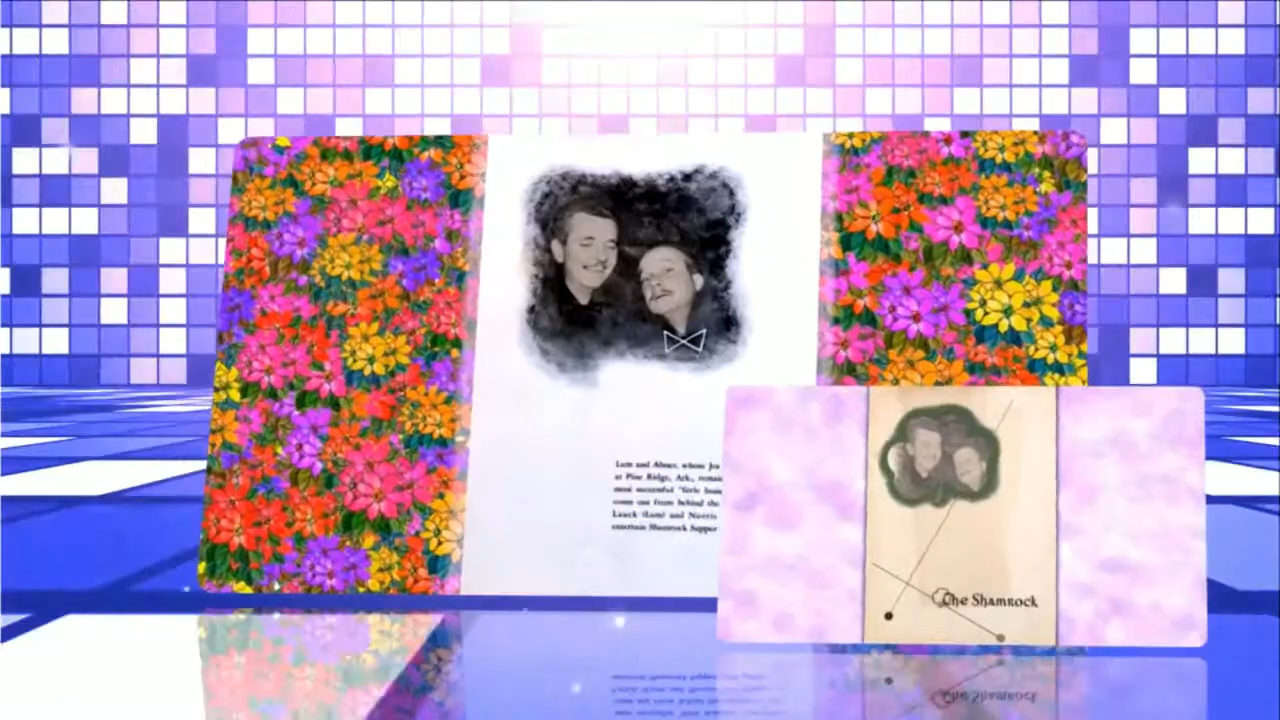 Lum and Abner, whose Jo
at Pine Ridge, Ark., remai
most successful "little hous
come out from behind the
Lauck (Lum) and Norris
entertain Shamrock Supper
The Shamrock